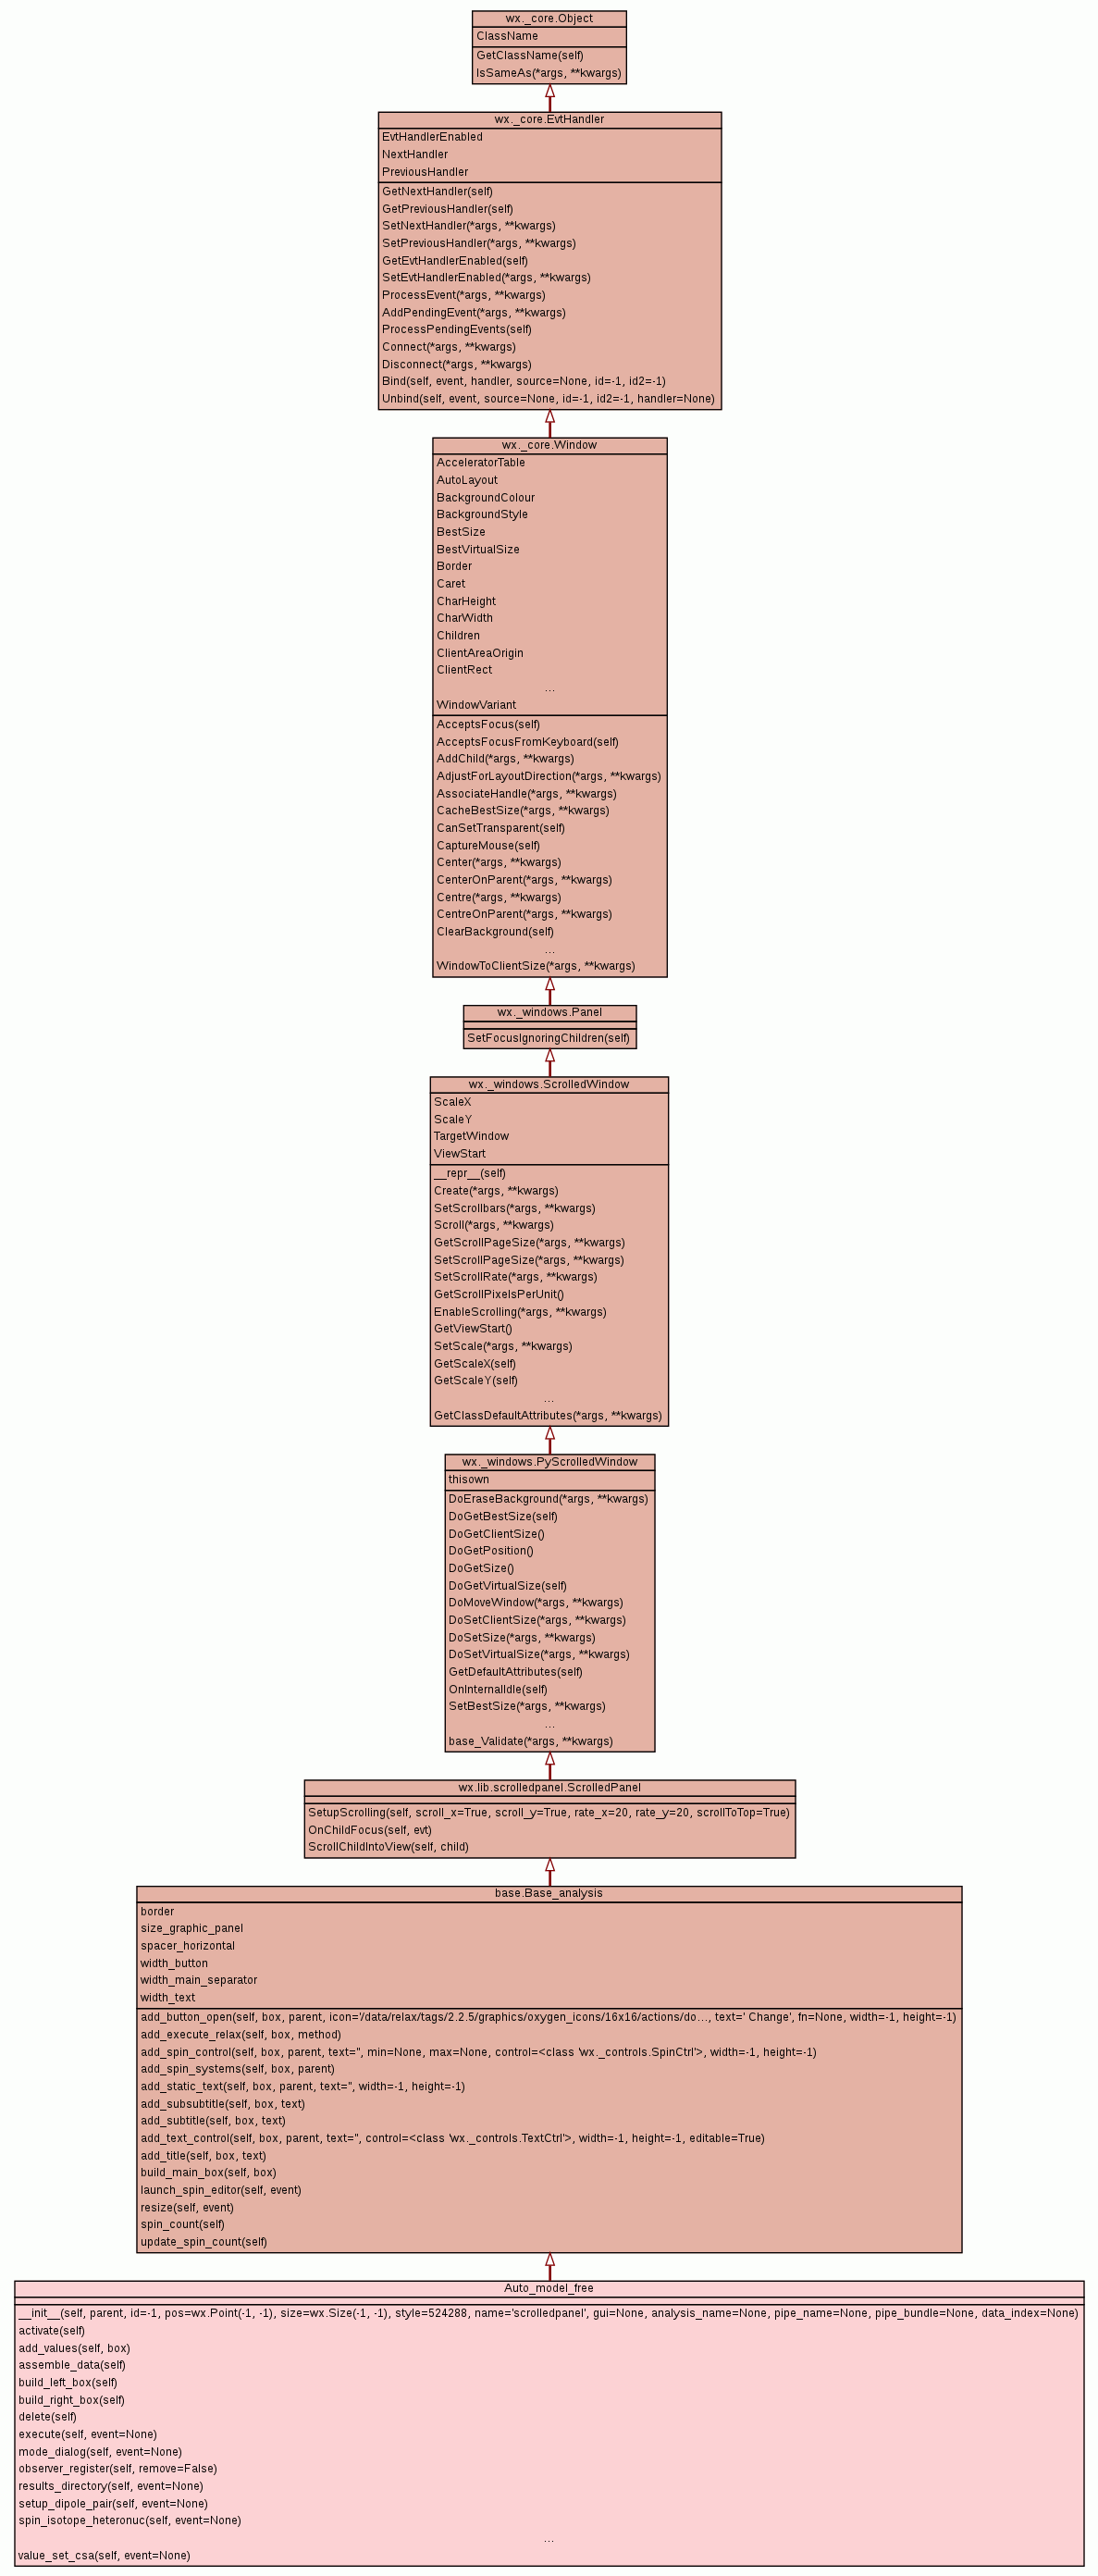 wx._core.Object
ClassName
GetClassName(self)
IsSameAs(*args, **kwargs)
wx._core.EvtHandler
EvtHandlerEnabled
NextHandler
PreviousHandler
GetNextHandler(self)
GetPreviousHandler(self)
SetNextHandler(*args, **kwargs)
SetPreviousHandler(*args, **kwargs)
GetEvtHandlerEnabled(self)
SetEvtHandlerEnabled(*args, **kwargs)
ProcessEvent(*args, **kwargs)
AddPendingEvent(*args, **kwargs)
ProcessPendingEvents(self)
Connect(*args, **kwargs)
Disconnect(*args, **kwargs)
Bind(self, event, handler, source=None, id=-1, id2=-1)
Unbind(self, event, source=None, id=-1, id2=-1, handler=None)
wx._core.Window
AcceleratorTable
AutoLayout
BackgroundColour
BackgroundStyle
BestSize
BestVirtualSize
Border
Caret
CharHeight
CharWidth
Children
ClientAreaOrigin
ClientRect
...
WindowVariant
AcceptsFocus(self)
AcceptsFocusFromKeyboard(self)
AddChild(*args, **kwargs)
AdjustForLayoutDirection(*args, **kwargs)
AssociateHandle(*args, **kwargs)
CacheBestSize(*args, **kwargs)
CanSetTransparent(self)
CaptureMouse(self)
Center(*args, **kwargs)
CenterOnParent(*args, **kwargs)
Centre(*args, **kwargs)
CentreOnParent(*args, **kwargs)
ClearBackground(self)
...
WindowToClientSize(*args, **kwargs)
wx._windows.Panel
SetFocusIgnoringChildren(self)
wx._windows.ScrolledWindow
ScaleX
ScaleY
TargetWindow
ViewStart
__repr__(self)
Create(*args, **kwargs)
SetScrollbars(*args, **kwargs)
Scroll(*args, **kwargs)
GetScrollPageSize(*args, **kwargs)
SetScrollPageSize(*args, **kwargs)
SetScrollRate(*args, **kwargs)
GetScrollPixelsPerUnit()
EnableScrolling(*args, **kwargs)
GetViewStart()
SetScale(*args, **kwargs)
GetScaleX(self)
GetScaleY(self)
...
GetClassDefaultAttributes(*args, **kwargs)
wx._windows.PyScrolledWindow
thisown
DoEraseBackground(*args, **kwargs)
DoGetBestSize(self)
DoGetClientSize()
DoGetPosition()
DoGetSize()
DoGetVirtualSize(self)
DoMoveWindow(*args, **kwargs)
DoSetClientSize(*args, **kwargs)
DoSetSize(*args, **kwargs)
DoSetVirtualSize(*args, **kwargs)
GetDefaultAttributes(self)
OnInternalIdle(self)
SetBestSize(*args, **kwargs)
...
base_Validate(*args, **kwargs)
wx.lib.scrolledpanel.ScrolledPanel
SetupScrolling(self, scroll_x=True, scroll_y=True, rate_x=20, rate_y=20, scrollToTop=True)
OnChildFocus(self, evt)
ScrollChildIntoView(self, child)
base.Base_analysis
border
size_graphic_panel
spacer_horizontal
width_button
width_main_separator
width_text
add_button_open(self, box, parent, icon='/data/relax/tags/2.2.5/graphics/oxygen_icons/16x16/actions/do..., text=' Change', fn=None, width=-1, height=-1)
add_execute_relax(self, box, method)
add_spin_control(self, box, parent, text='', min=None, max=None, control=<class 'wx._controls.SpinCtrl'>, width=-1, height=-1)
add_spin_systems(self, box, parent)
add_static_text(self, box, parent, text='', width=-1, height=-1)
add_subsubtitle(self, box, text)
add_subtitle(self, box, text)
add_text_control(self, box, parent, text='', control=<class 'wx._controls.TextCtrl'>, width=-1, height=-1, editable=True)
add_title(self, box, text)
build_main_box(self, box)
launch_spin_editor(self, event)
resize(self, event)
spin_count(self)
update_spin_count(self)
Auto_model_free
__init__(self, parent, id=-1, pos=wx.Point(-1, -1), size=wx.Size(-1, -1), style=524288, name='scrolledpanel', gui=None, analysis_name=None, pipe_name=None, pipe_bundle=None, data_index=None)
activate(self)
add_values(self, box)
assemble_data(self)
build_left_box(self)
build_right_box(self)
delete(self)
execute(self, event=None)
mode_dialog(self, event=None)
observer_register(self, remove=False)
results_directory(self, event=None)
setup_dipole_pair(self, event=None)
spin_isotope_heteronuc(self, event=None)
...
value_set_csa(self, event=None)